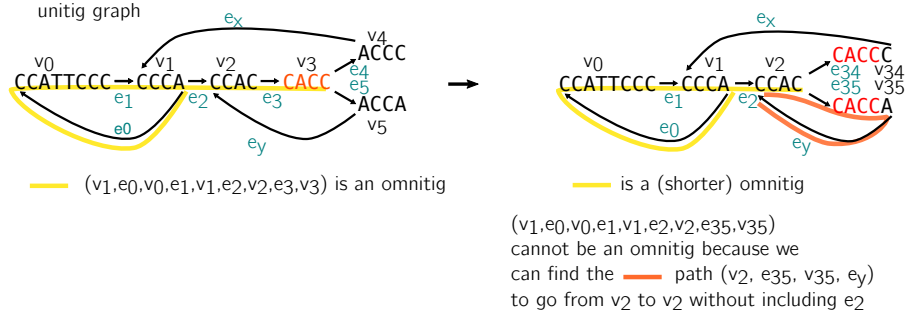 unitig graph
ex
v4
v0 v1 v2 v3 ACCC
CCATTCCC CCCA CCAC CACC e4
e5
e1 e2 e3 ACCA
e0 v5
ey
(v1,e0,v0,e1,v1,e2,v2,e3,v3) is an omnitig
ex
v0 v1 v2 CACCC
e34 v34
CCATTCCC CCCA CCAC e35 v35
e1 e2 CACCA
e0
ey
is a (shorter) omnitig
(v1,e0,v0,e1,v1,e2,v2,e35,v35)
cannot be an omnitig because we
can find the path (v2, e35, v35, ey)
to go from v2 to v2 without including e2